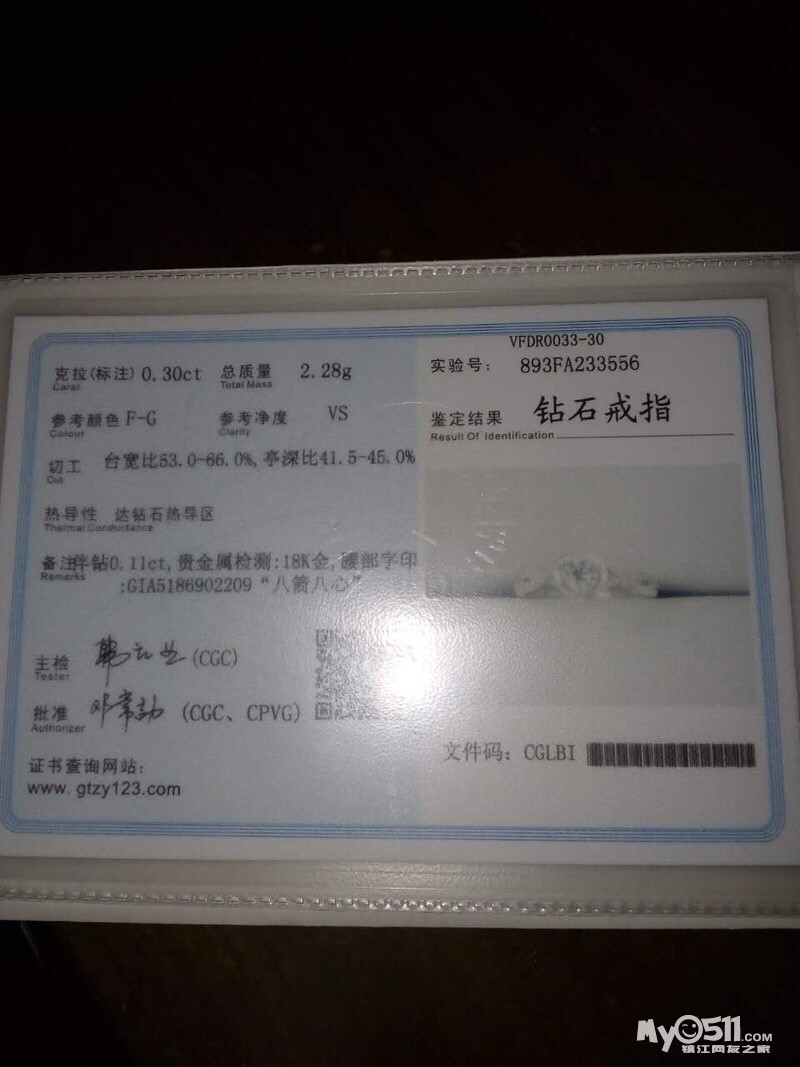 克拉(标注) 0.30ct 总质量 2.28g
Carat Total Mass
参考颜色 F-G 参考净度 VS
Colour Clarity
切工 台宽比53.0-66.0%,亭深比41.5-45.0%
Cut
热导性 达钻石热导区
Thermal Conductance
备注 伴钻0.11ct,贵金属检测:18K金,腰部字印
Remarks :GIA5186902209 “八箭八心”
主检 (CGC)
Tester
批准 邓常劼 (CGC、CPVG)
Authorizer
证书查询网站:
www.gtzy123.com
VFDR0033-30
实验号: 893FA233556
鉴定结果 钻石戒指
Result Of Identification
文件码: CGLBI
My0511.COM
镇江网友之家